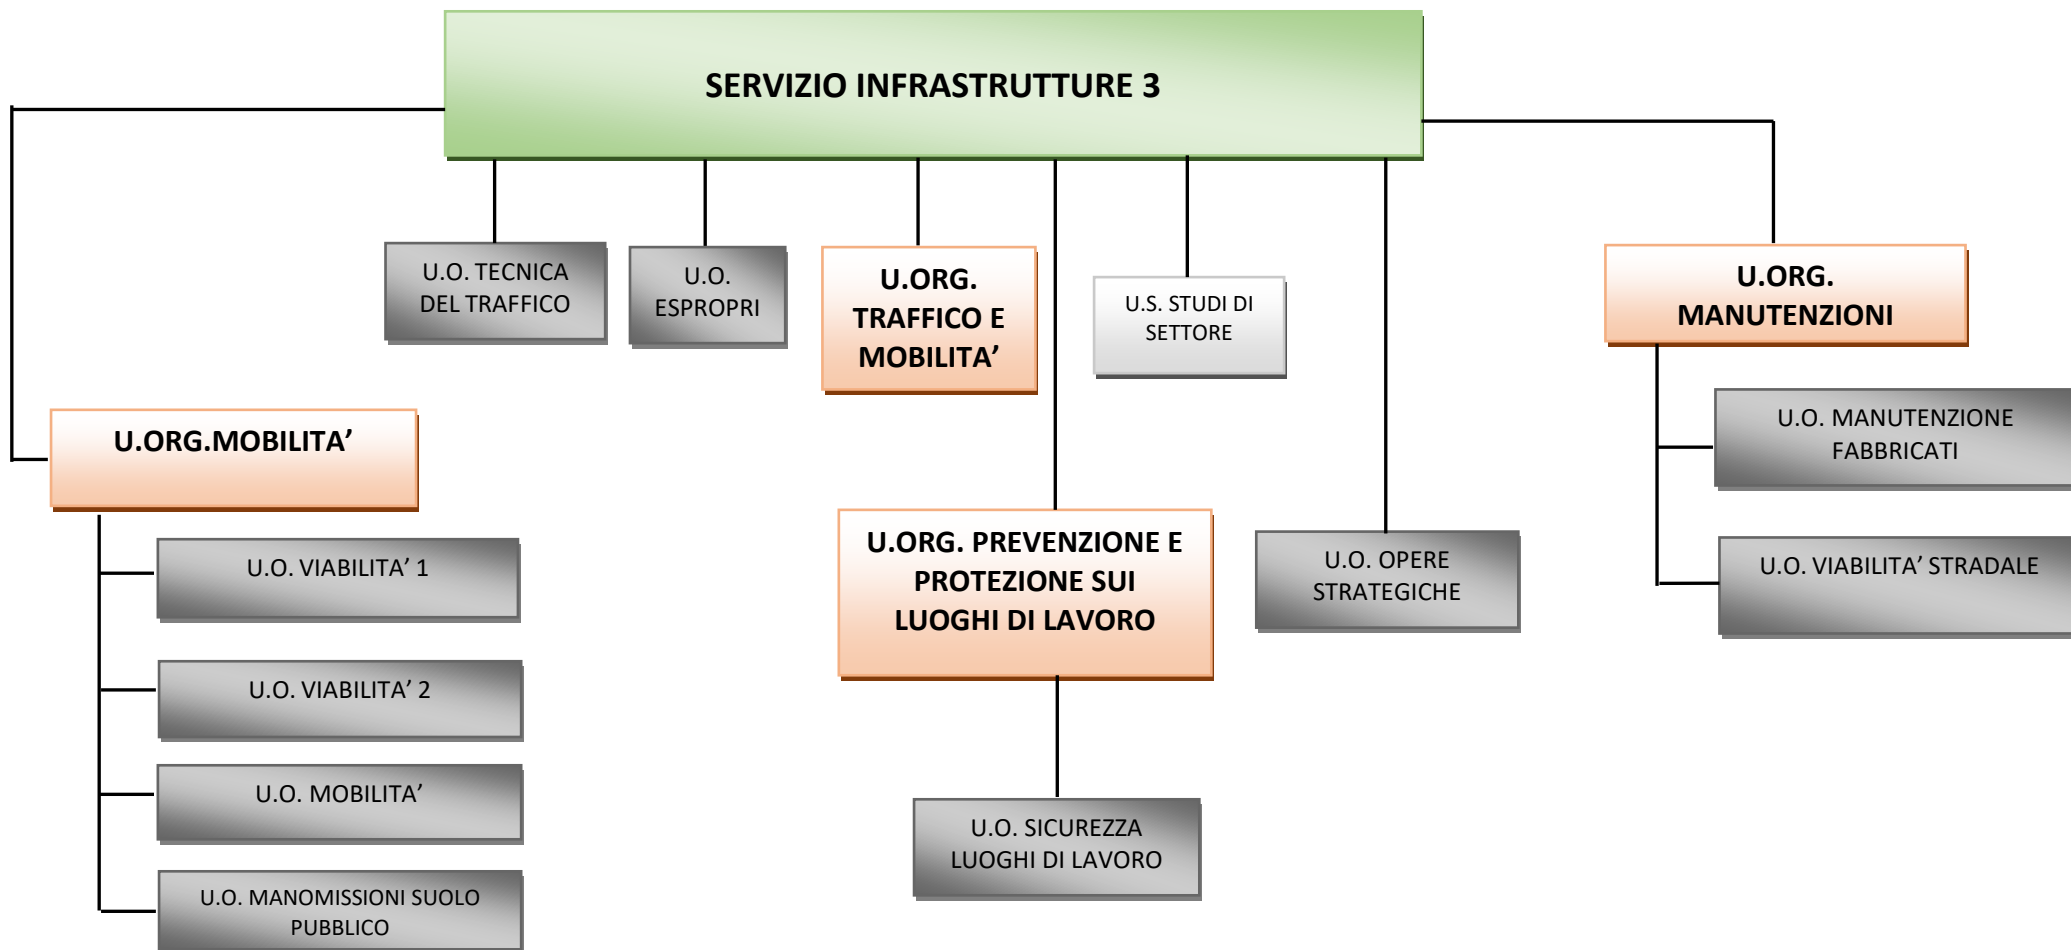 SERVIZIO INFRASTRUTTURE 3
U.O. TECNICA
DEL TRAFFICO
U.O.
ESPROPRI
U.ORG.
TRAFFICO E
MOBILITA’
U.S. STUDI DI
SETTORE
U.ORG.
MANUTENZIONI
U.O. MANUTENZIONE
FABBRICATI
U.O. VIABILITA’ STRADALE
U.ORG.MOBILITA’
U.O. VIABILITA’ 1
U.O. VIABILITA’ 2
U.O. MOBILITA’
U.O. MANOMISSIONI SUOLO
PUBBLICO
U.ORG. PREVENZIONE E
PROTEZIONE SUI
LUOGHI DI LAVORO
U.O. SICUREZZA
LUOGHI DI LAVORO
U.O. OPERE
STRATEGICHE